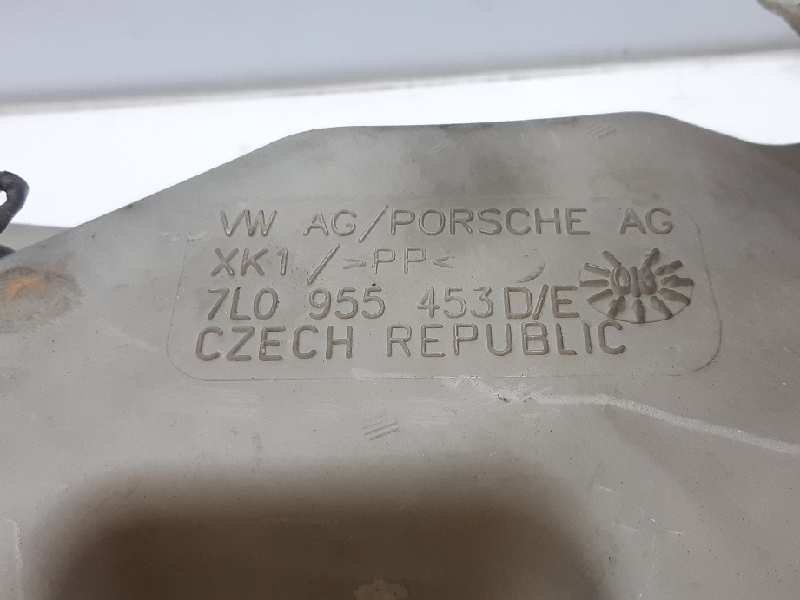 VW AG/PORSCHE AG
XK1 / >PP<
7L0 955 453 D/E
CZECH REPUBLIC